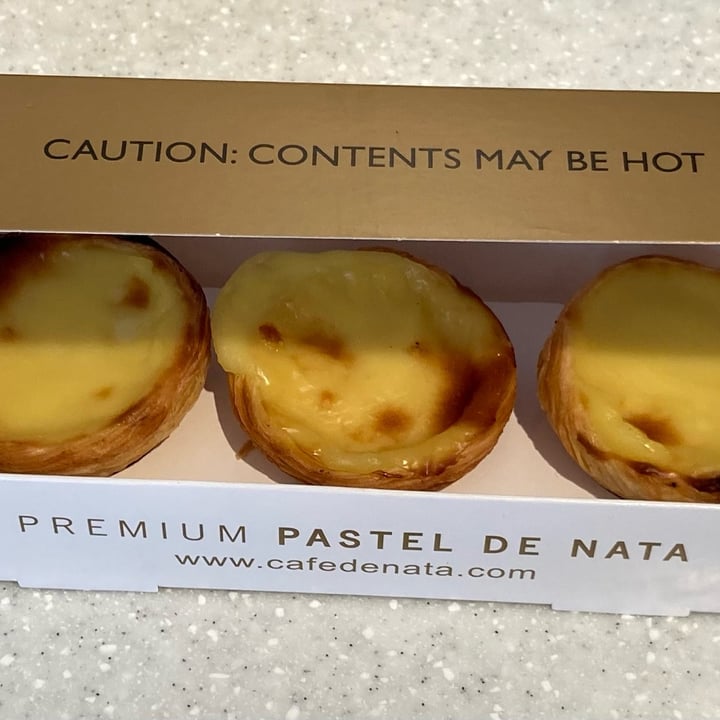 CAUTION: CONTENTS MAY BE HOT
PREMIUM PASTEL DE NATA
www.cafedenata.com